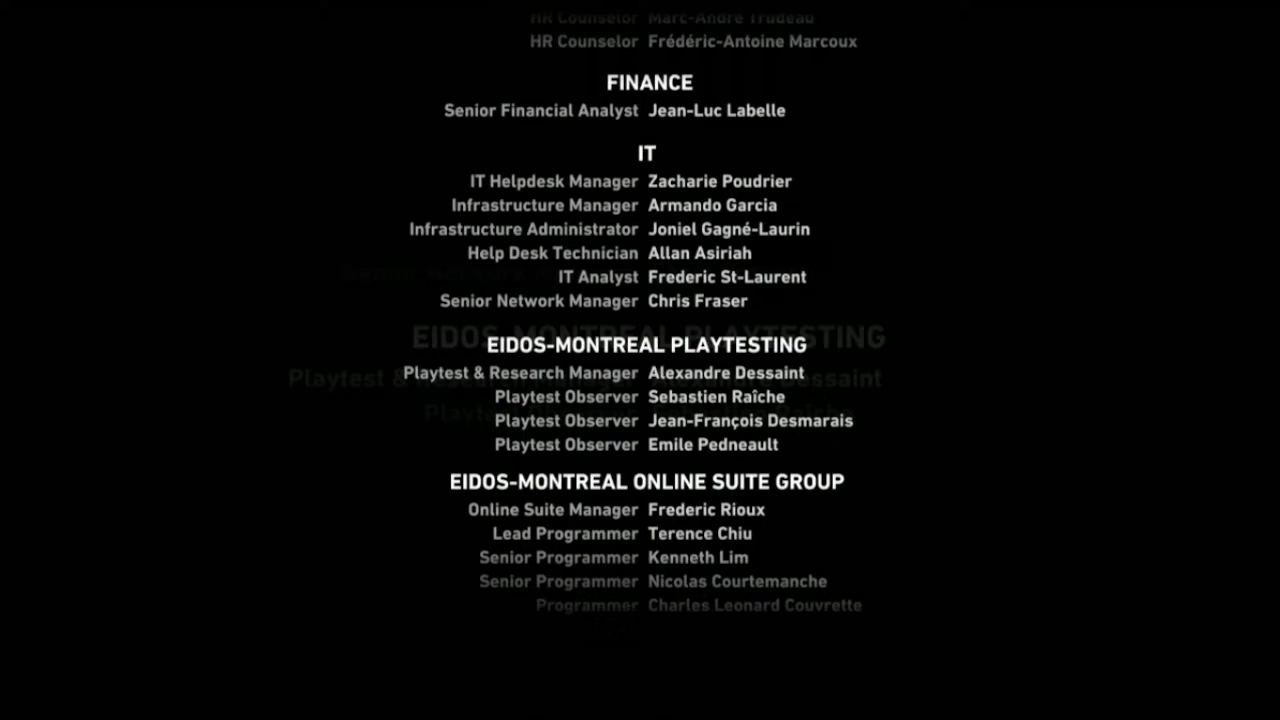 HR Counselor Marc-Andre Trudeau
HR Counselor Frédéric-Antoine Marcoux
FINANCE
Senior Financial Analyst Jean-Luc Labelle
IT
IT Helpdesk Manager Zacharie Poudrier
Infrastructure Manager Armando Garcia
Infrastructure Administrator Joniel Gagné-Laurin
Help Desk Technician Allan Asiriah
IT Analyst Frederic St-Laurent
Senior Network Manager Chris Fraser
EIDOS-MONTREAL PLAYTESTING
Playtest & Research Manager Alexandre Dessaint
Playtest Observer Sebastien Raîche
Playtest Observer Jean-François Desmarais
Playtest Observer Emile Pedneault
EIDOS-MONTREAL ONLINE SUITE GROUP
Online Suite Manager Frederic Rioux
Lead Programmer Terence Chiu
Senior Programmer Kenneth Lim
Senior Programmer Nicolas Courtemanche
Programmer Charles Leonard Couvrette